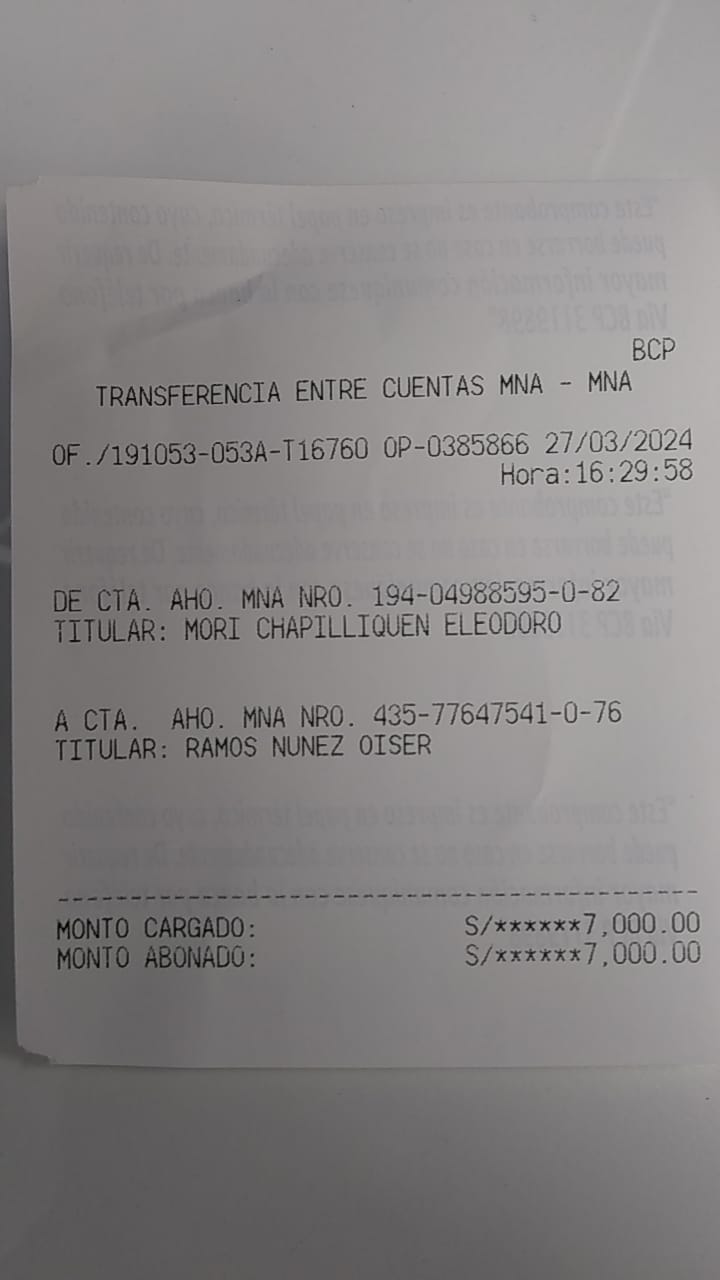 BCP
TRANSFERENCIA ENTRE CUENTAS MNA - MNA
OF./191053-053A-T16760 OP-0385866 27/03/2024
Hora:16:29:58
DE CTA. AHO. MNA NRO. 194-04988595-0-82
TITULAR: MORI CHAPILLIQUEN ELEODORO
A CTA. AHO. MNA NRO. 435-77647541-0-76
TITULAR: RAMOS NUNEZ OISER
MONTO CARGADO: S/******7,000.00
MONTO ABONADO: S/******7,000.00